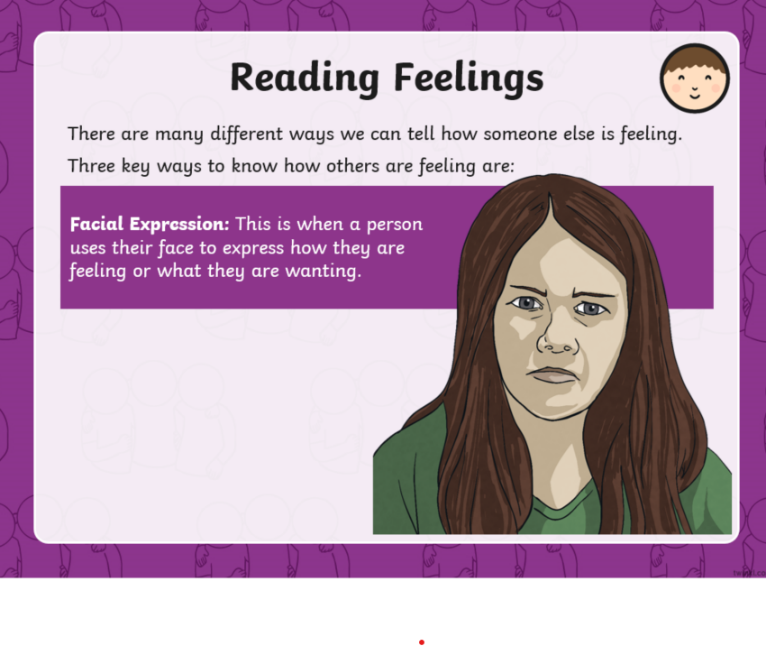 Reading Feelings
There are many different ways we can tell how someone else is feeling.
Three key ways to know how others are feeling are:
Facial Expression: This is when a person
uses their face to express how they are
feeling or what they are wanting.